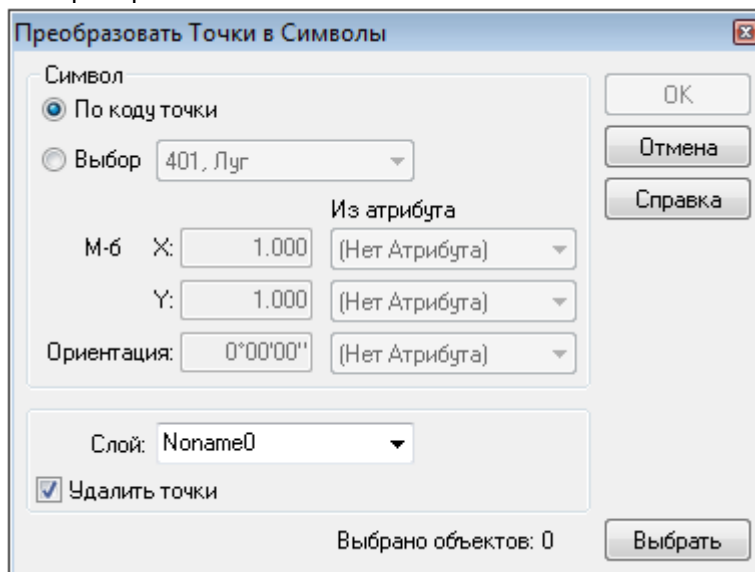 Преобразовать Точки в Символы
Символ
По коду точки
Выбор 401, Луг
Из атрибута
М-б X: 1.000 (Нет Атрибута)
Y: 1.000 (Нет Атрибута)
Ориентация: 0°00'00" (Нет Атрибута)
Слой: Noname0
Удалить точки
Выбрано объектов: 0
OK
Отмена
Справка
Выбрать